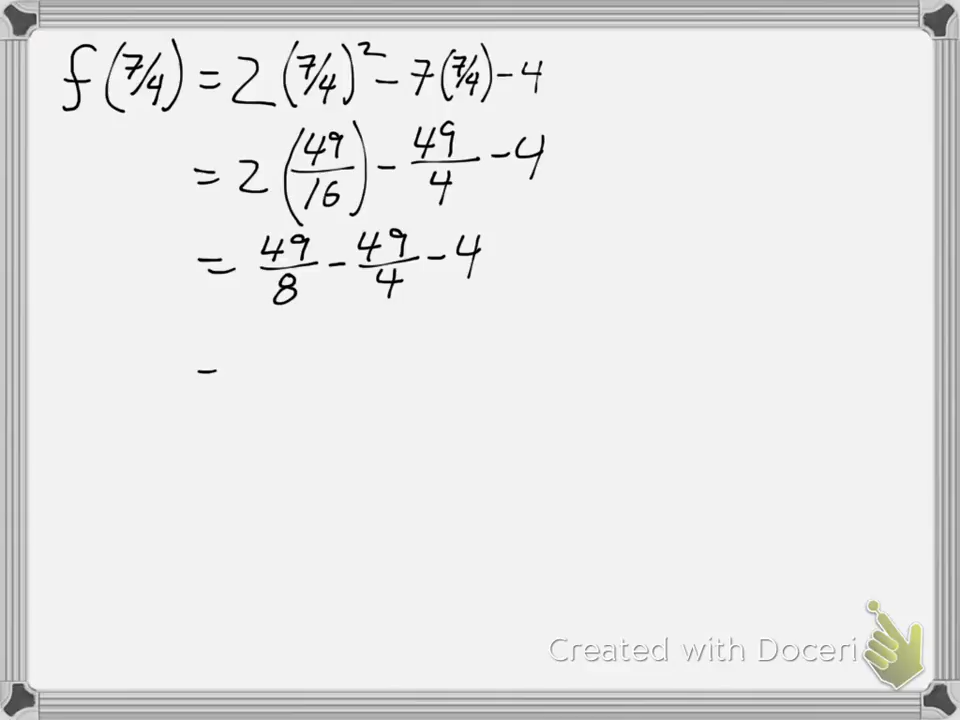 f(7/4) = 2(7/4)² - 7(7/4) - 4
= 2(49/16) - 49/4 - 4
= 49/8 - 49/4 - 4
-
Created with Doceri